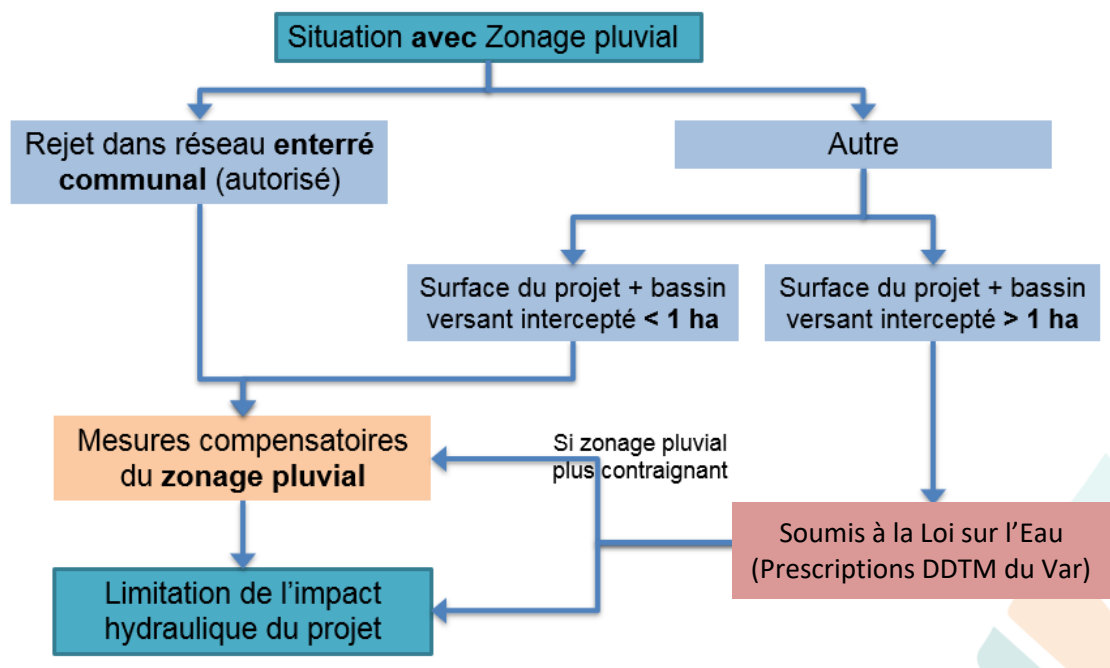 Situation avec Zonage pluvial
Rejet dans réseau enterré
communal (autorisé)
Autre
Surface du projet + bassin
versant intercepté < 1 ha
Surface du projet + bassin
versant intercepté > 1 ha
Mesures compensatoires
du zonage pluvial
Si zonage pluvial
plus contraignant
Soumis à la Loi sur l’Eau
(Prescriptions DDTM du Var)
Limitation de l’impact
hydraulique du projet